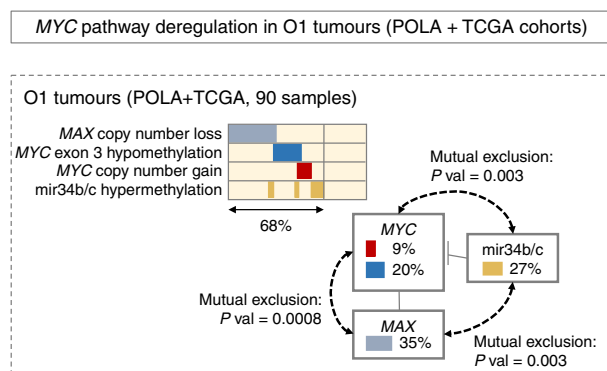 MYC pathway deregulation in O1 tumours (POLA + TCGA cohorts)
O1 tumours (POLA+TCGA, 90 samples)
MAX copy number loss
MYC exon 3 hypomethylation
MYC copy number gain
mir34b/c hypermethylation
68%
Mutual exclusion:
P val = 0.003
MYC
9%
20%
mir34b/c
27%
Mutual exclusion:
P val = 0.0008
MAX
35%
Mutual exclusion:
P val = 0.003